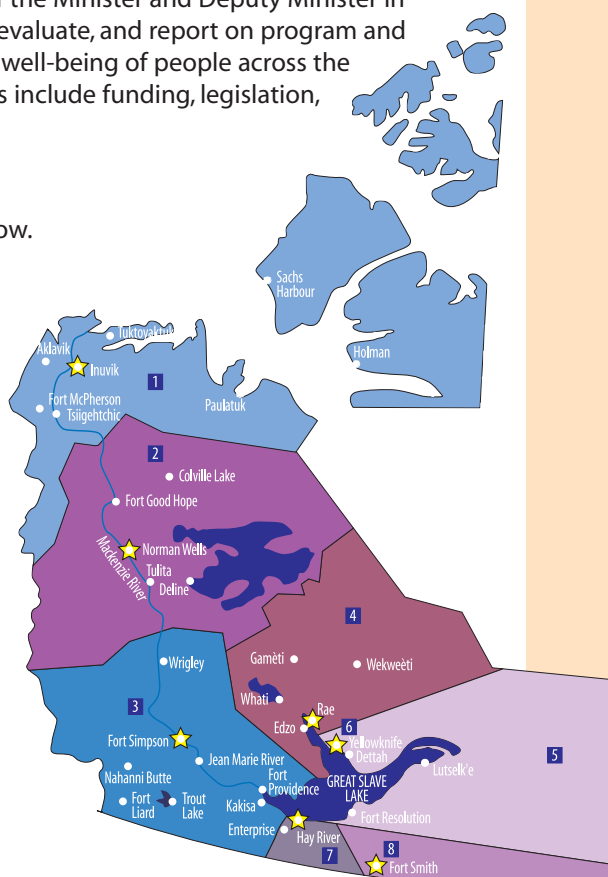 the Minister and Deputy Minister in
evaluate, and report on program and
well-being of people across the
s include funding, legislation,
ow.
Sachs
Harbour
Holman
Tuktoyaktuk
Aklavik
Inuvik
1
Paulatuk
Fort McPherson
Tsiigehtchic
2
Colville Lake
Fort Good Hope
Norman Wells
Mackenzie River
Tulita
Deline
4
Gamèti
Wekweèti
Wrigley
Whati
3
Rae
Edzo
6
Yellowknife
Dettah
5
Fort Simpson
Jean Marie River
Lutselk'e
Nahanni Butte
Fort
Providence
GREAT SLAVE
LAKE
Fort
Liard
Trout
Lake
Kakisa
Fort Resolution
Enterprise
Hay River
7
8
Fort Smith